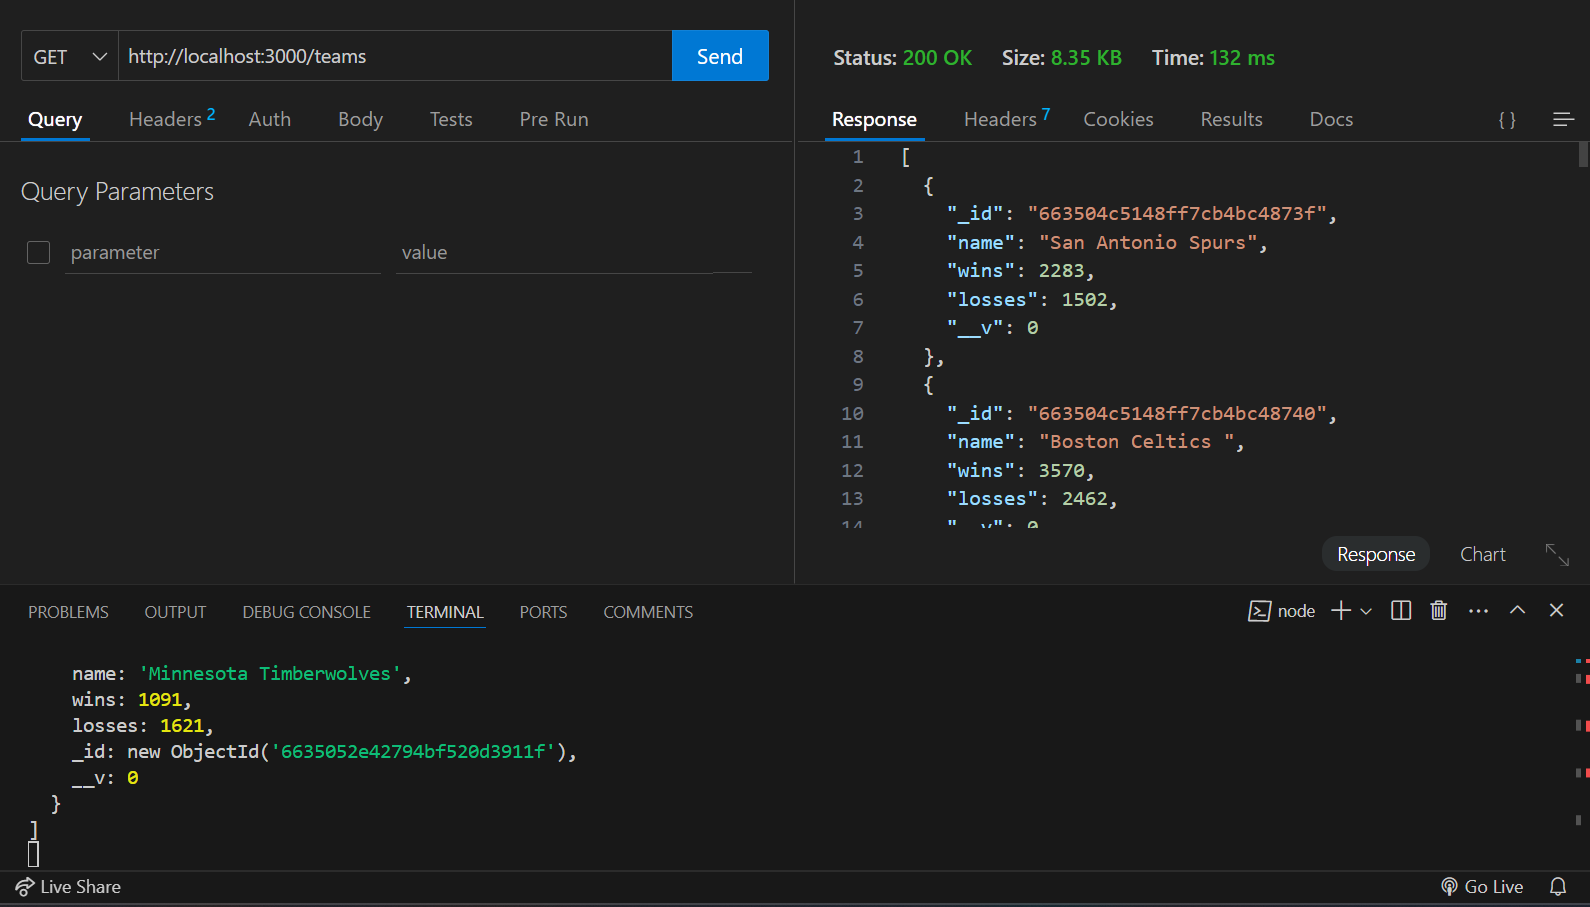 GET http://localhost:3000/teams Send
Query Headers 2 Auth Body Tests Pre Run
Query Parameters
parameter value
Status: 200 OK Size: 8.35 KB Time: 132 ms
Response Headers 7 Cookies Results Docs { }
1 [
2 {
3 "_id": "663504c5148ff7cb4bc4873f",
4 "name": "San Antonio Spurs",
5 "wins": 2283,
6 "losses": 1502,
7 "__v": 0
8 },
9 {
10 "_id": "663504c5148ff7cb4bc48740",
11 "name": "Boston Celtics ",
12 "wins": 3570,
13 "losses": 2462,
14 "__v": 0
Response Chart
PROBLEMS OUTPUT DEBUG CONSOLE TERMINAL PORTS COMMENTS node
name: 'Minnesota Timberwolves',
wins: 1091,
losses: 1621,
_id: new ObjectId('6635052e42794bf520d3911f'),
__v: 0
}
]
Live Share Go Live